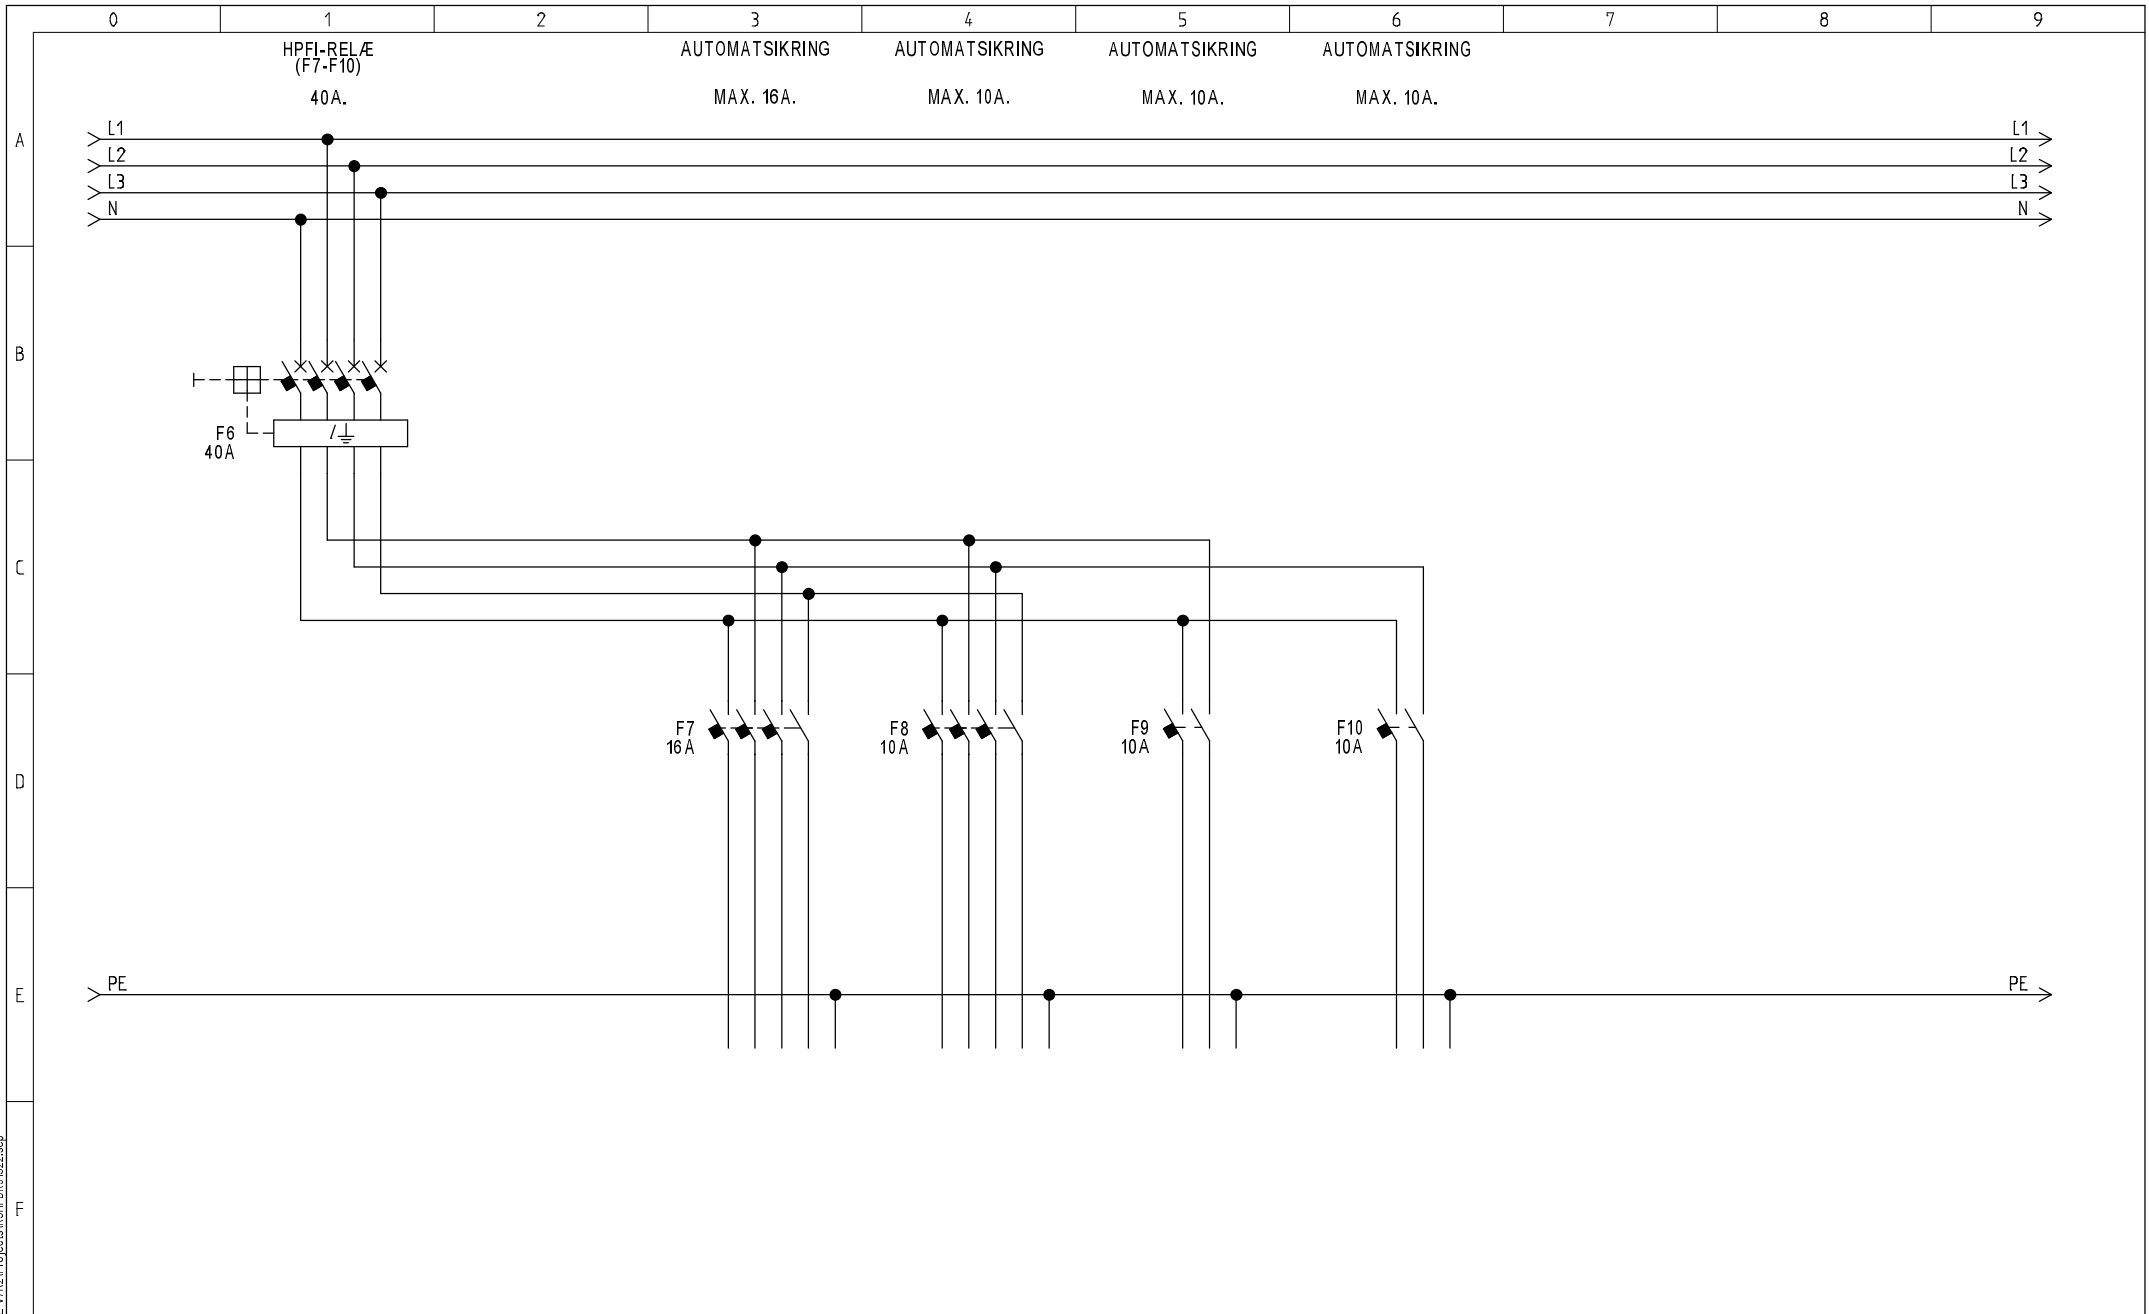 0 1 2 3 4 5 6 7 8 9
HPFI-RELÆ
(F7-F10)
40A.
AUTOMATSIKRING
MAX. 16A.
AUTOMATSIKRING
MAX. 10A.
AUTOMATSIKRING
MAX. 10A.
AUTOMATSIKRING
MAX. 10A.
A
L1 L1
L2 L2
L3 L3
N N
B
F6
40A
I
C
F7
16A
F8
10A
F9
10A
F10
10A
D
PE PE
E
F